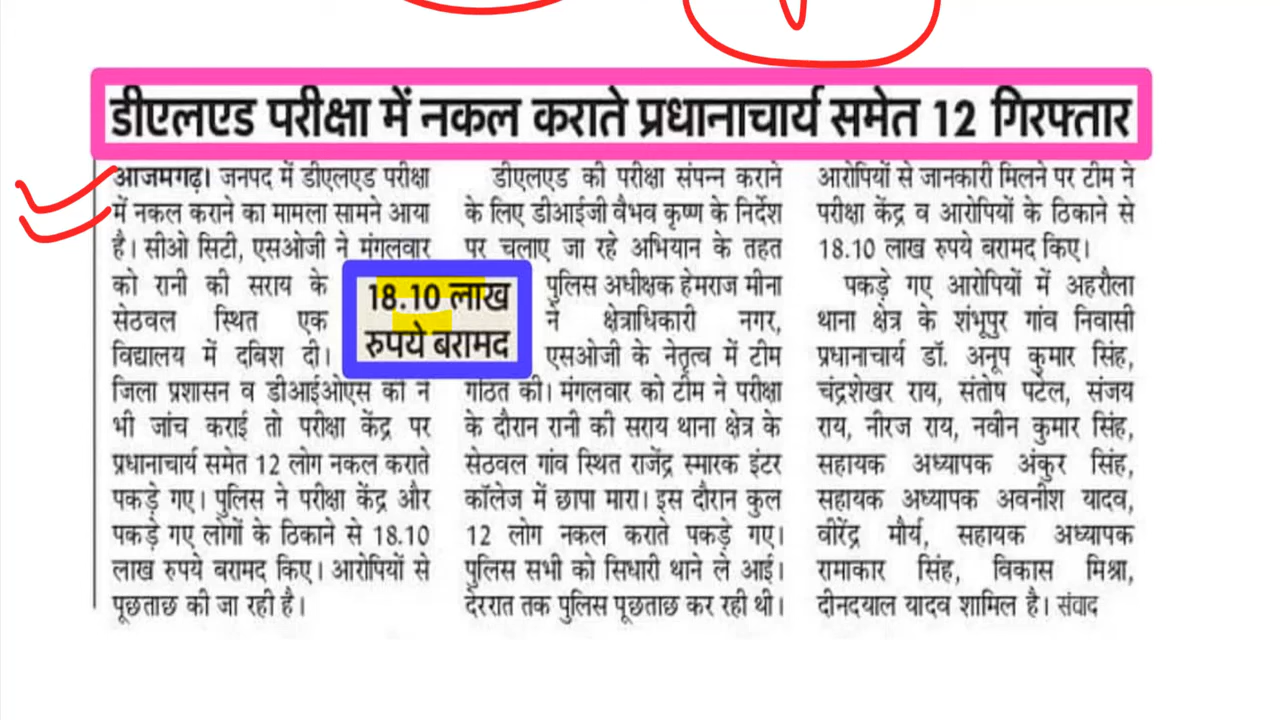 डीएलएड परीक्षा में नकल कराते प्रधानाचार्य समेत 12 गिरफ्तार
आजमगढ़। जनपद में डीएलएड परीक्षा
में नकल कराने का मामला सामने आया
है। सीओ सिटी, एसओजी ने मंगलवार
को रानी की सराय के
सेठवल स्थित एक
विद्यालय में दबिश दी।
जिला प्रशासन व डीआईओएस को ने
भी जांच कराई तो परीक्षा केंद्र पर
प्रधानाचार्य समेत 12 लोग नकल कराते
पकड़े गए। पुलिस ने परीक्षा केंद्र और
पकड़े गए लोगों के ठिकाने से 18.10
लाख रुपये बरामद किए। आरोपियों से
पूछताछ की जा रही है।
18.10 लाख
रुपये बरामद
डीएलएड की परीक्षा संपन्न कराने
के लिए डीआईजी वैभव कृष्ण के निर्देश
पर चलाए जा रहे अभियान के तहत
पुलिस अधीक्षक हेमराज मीना
ने क्षेत्राधिकारी नगर,
एसओजी के नेतृत्व में टीम
गठित की। मंगलवार को टीम ने परीक्षा
के दौरान रानी की सराय थाना क्षेत्र के
सेठवल गांव स्थित राजेंद्र स्मारक इंटर
कॉलेज में छापा मारा। इस दौरान कुल
12 लोग नकल कराते पकड़े गए।
पुलिस सभी को सिधारी थाने ले आई।
देररात तक पुलिस पूछताछ कर रही थी।
आरोपियों से जानकारी मिलने पर टीम ने
परीक्षा केंद्र व आरोपियों के ठिकाने से
18.10 लाख रुपये बरामद किए।
पकड़े गए आरोपियों में अहरौला
थाना क्षेत्र के शंभूपुर गांव निवासी
प्रधानाचार्य डॉ. अनूप कुमार सिंह,
चंद्रशेखर राय, संतोष पटेल, संजय
राय, नीरज राय, नवीन कुमार सिंह,
सहायक अध्यापक अंकुर सिंह,
सहायक अध्यापक अवनीश यादव,
वीरेंद्र मौर्य, सहायक अध्यापक
रामाकार सिंह, विकास मिश्रा,
दीनदयाल यादव शामिल है। संवाद